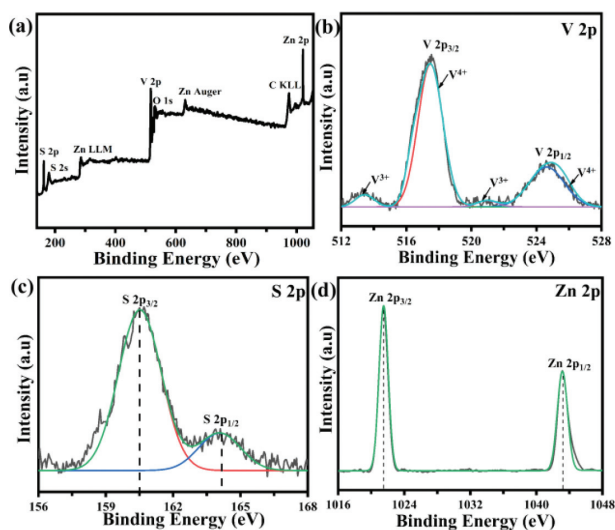 (a)
Zn 2p
V 2p
Zn Auger
O 1s
C KLL
S 2p
Zn LLM
S 2s
Intensity (a.u)
200 400 600 800 1000
Binding Energy (eV)
(b)
V 2p
V 2p3/2
V4+
V 2p1/2
V3+
V3+
V4+
Intensity (a.u)
512 516 520 524 528
Binding Energy (eV)
(c)
S 2p
S 2p3/2
S 2p1/2
Intensity (a.u)
156 159 162 165 168
Binding Energy (eV)
(d)
Zn 2p
Zn 2p3/2
Zn 2p1/2
Intensity (a.u)
1016 1024 1032 1040 1048
Binding Energy (eV)